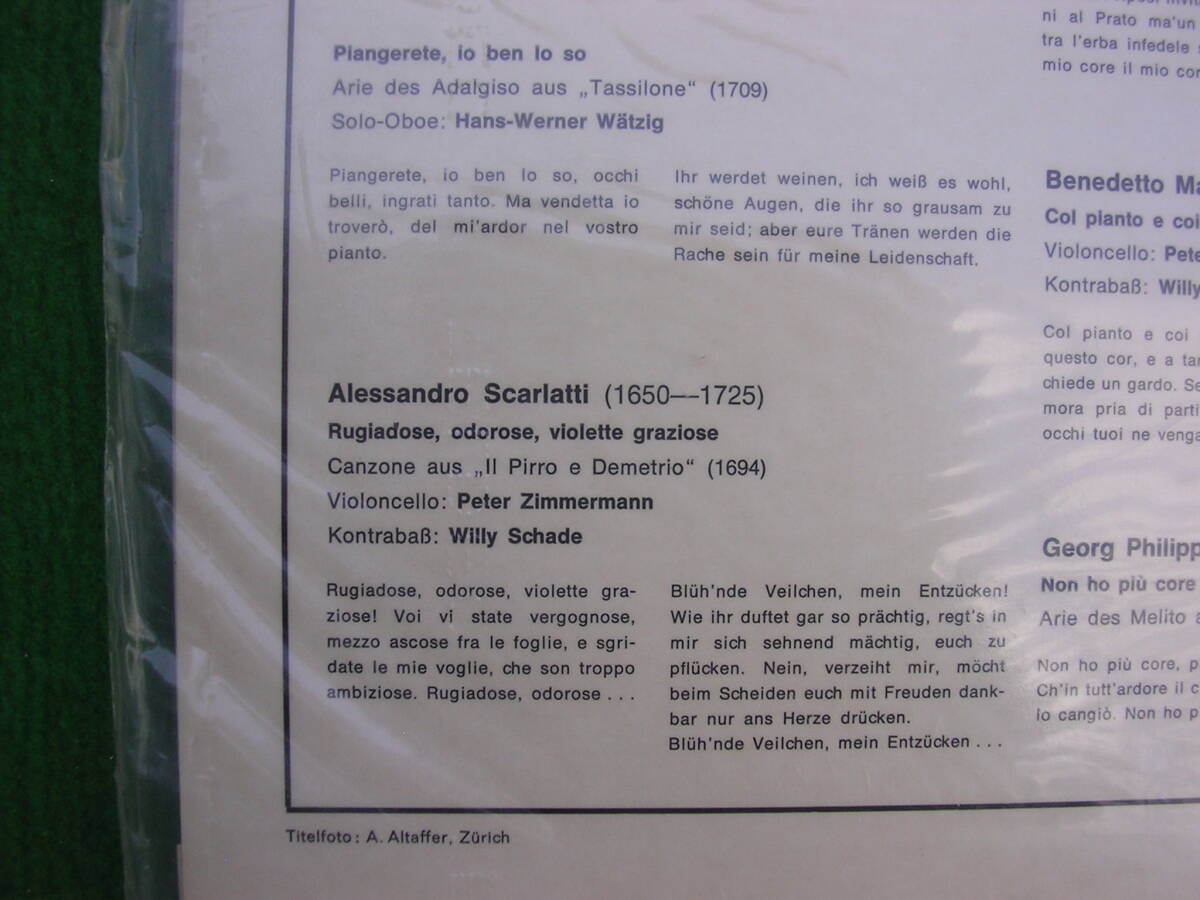 Piangerete, io ben lo so
Arie des Adalgiso aus „Tassilone“ (1709)
Solo-Oboe: Hans-Werner Wätzig
Piangerete, io ben lo so, occhi
belli, ingrati tanto. Ma vendetta io
troverò, del mi'ardor nel vostro
pianto.
Ihr werdet weinen, ich weiß es wohl,
schöne Augen, die ihr so grausam zu
mir seid; aber eure Tränen werden die
Rache sein für meine Leidenschaft.
Alessandro Scarlatti (1650—1725)
Rugiadose, odorose, violette graziose
Canzone aus „Il Pirro e Demetrio“ (1694)
Violoncello: Peter Zimmermann
Kontrabaß: Willy Schade
Rugiadose, odorose, violette gra-
ziose! Voi vi state vergognose,
mezzo ascose fra le foglie, e sgri-
date le mie voglie, che son troppo
ambiziose. Rugiadose, odorose . . .
Blüh'nde Veilchen, mein Entzücken!
Wie ihr duftet gar so prächtig, regt's in
mir sich sehnend mächtig, euch zu
pflücken. Nein, verzeiht mir, möcht
beim Scheiden euch mit Freuden dank-
bar nur ans Herze drücken.
Blüh'nde Veilchen, mein Entzücken . . .
ni al Prato ma'un
tra l'erba infedele
mio core il mio cor
Benedetto Ma
Col pianto e coi
Violoncello: Pete
Kontrabaß: Willy
Col pianto e coi
questo cor, e a tan
chiede un gardo. Se
mora pria di parti
occhi tuoi ne venga
Georg Philipp
Non ho più core
Arie des Melito a
Non ho più core, p
Ch'in tutt'ardore il c
io cangiò. Non ho p
Titelfoto: A. Altaffer, Zürich